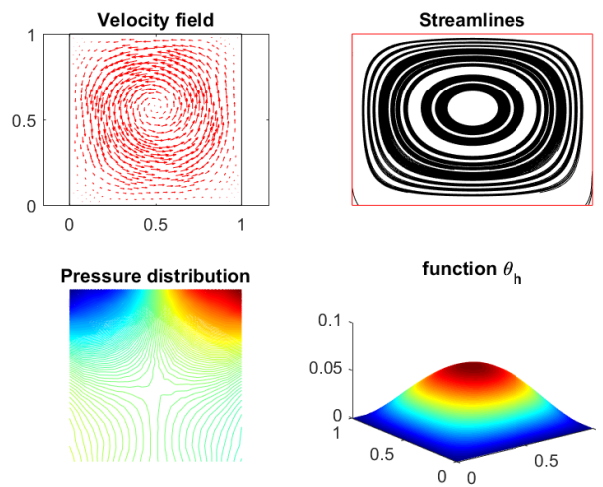 Velocity field
1
0.5
0
0 0.5 1
Streamlines
Pressure distribution
function θh
0.1
0.05
0
1
0.5
0 0
0.5